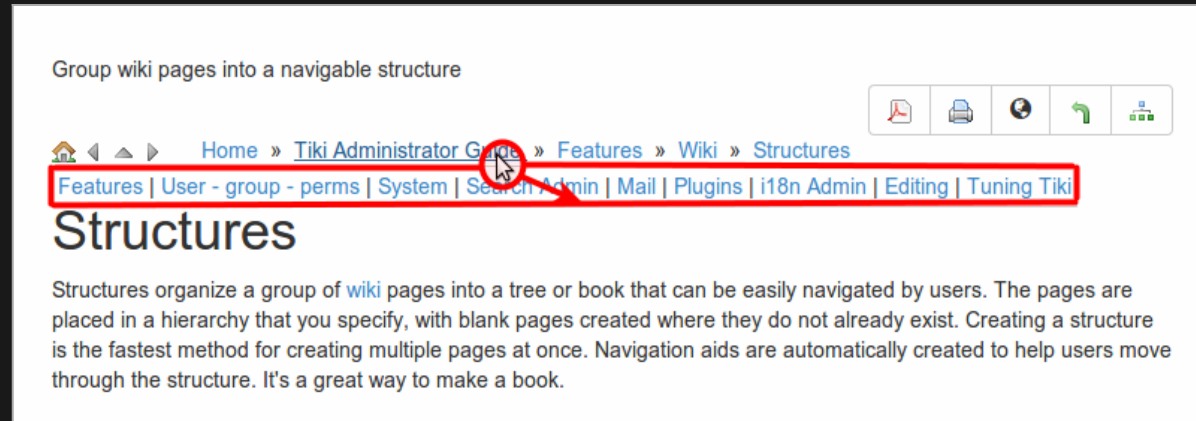 Group wiki pages into a navigable structure
Home » Tiki Administrator Guide » Features » Wiki » Structures
Features | User - group - perms | System | Search Admin | Mail | Plugins | i18n Admin | Editing | Tuning Tiki
Structures
Structures organize a group of wiki pages into a tree or book that can be easily navigated by users. The pages are
placed in a hierarchy that you specify, with blank pages created where they do not already exist. Creating a structure
is the fastest method for creating multiple pages at once. Navigation aids are automatically created to help users move
through the structure. It's a great way to make a book.